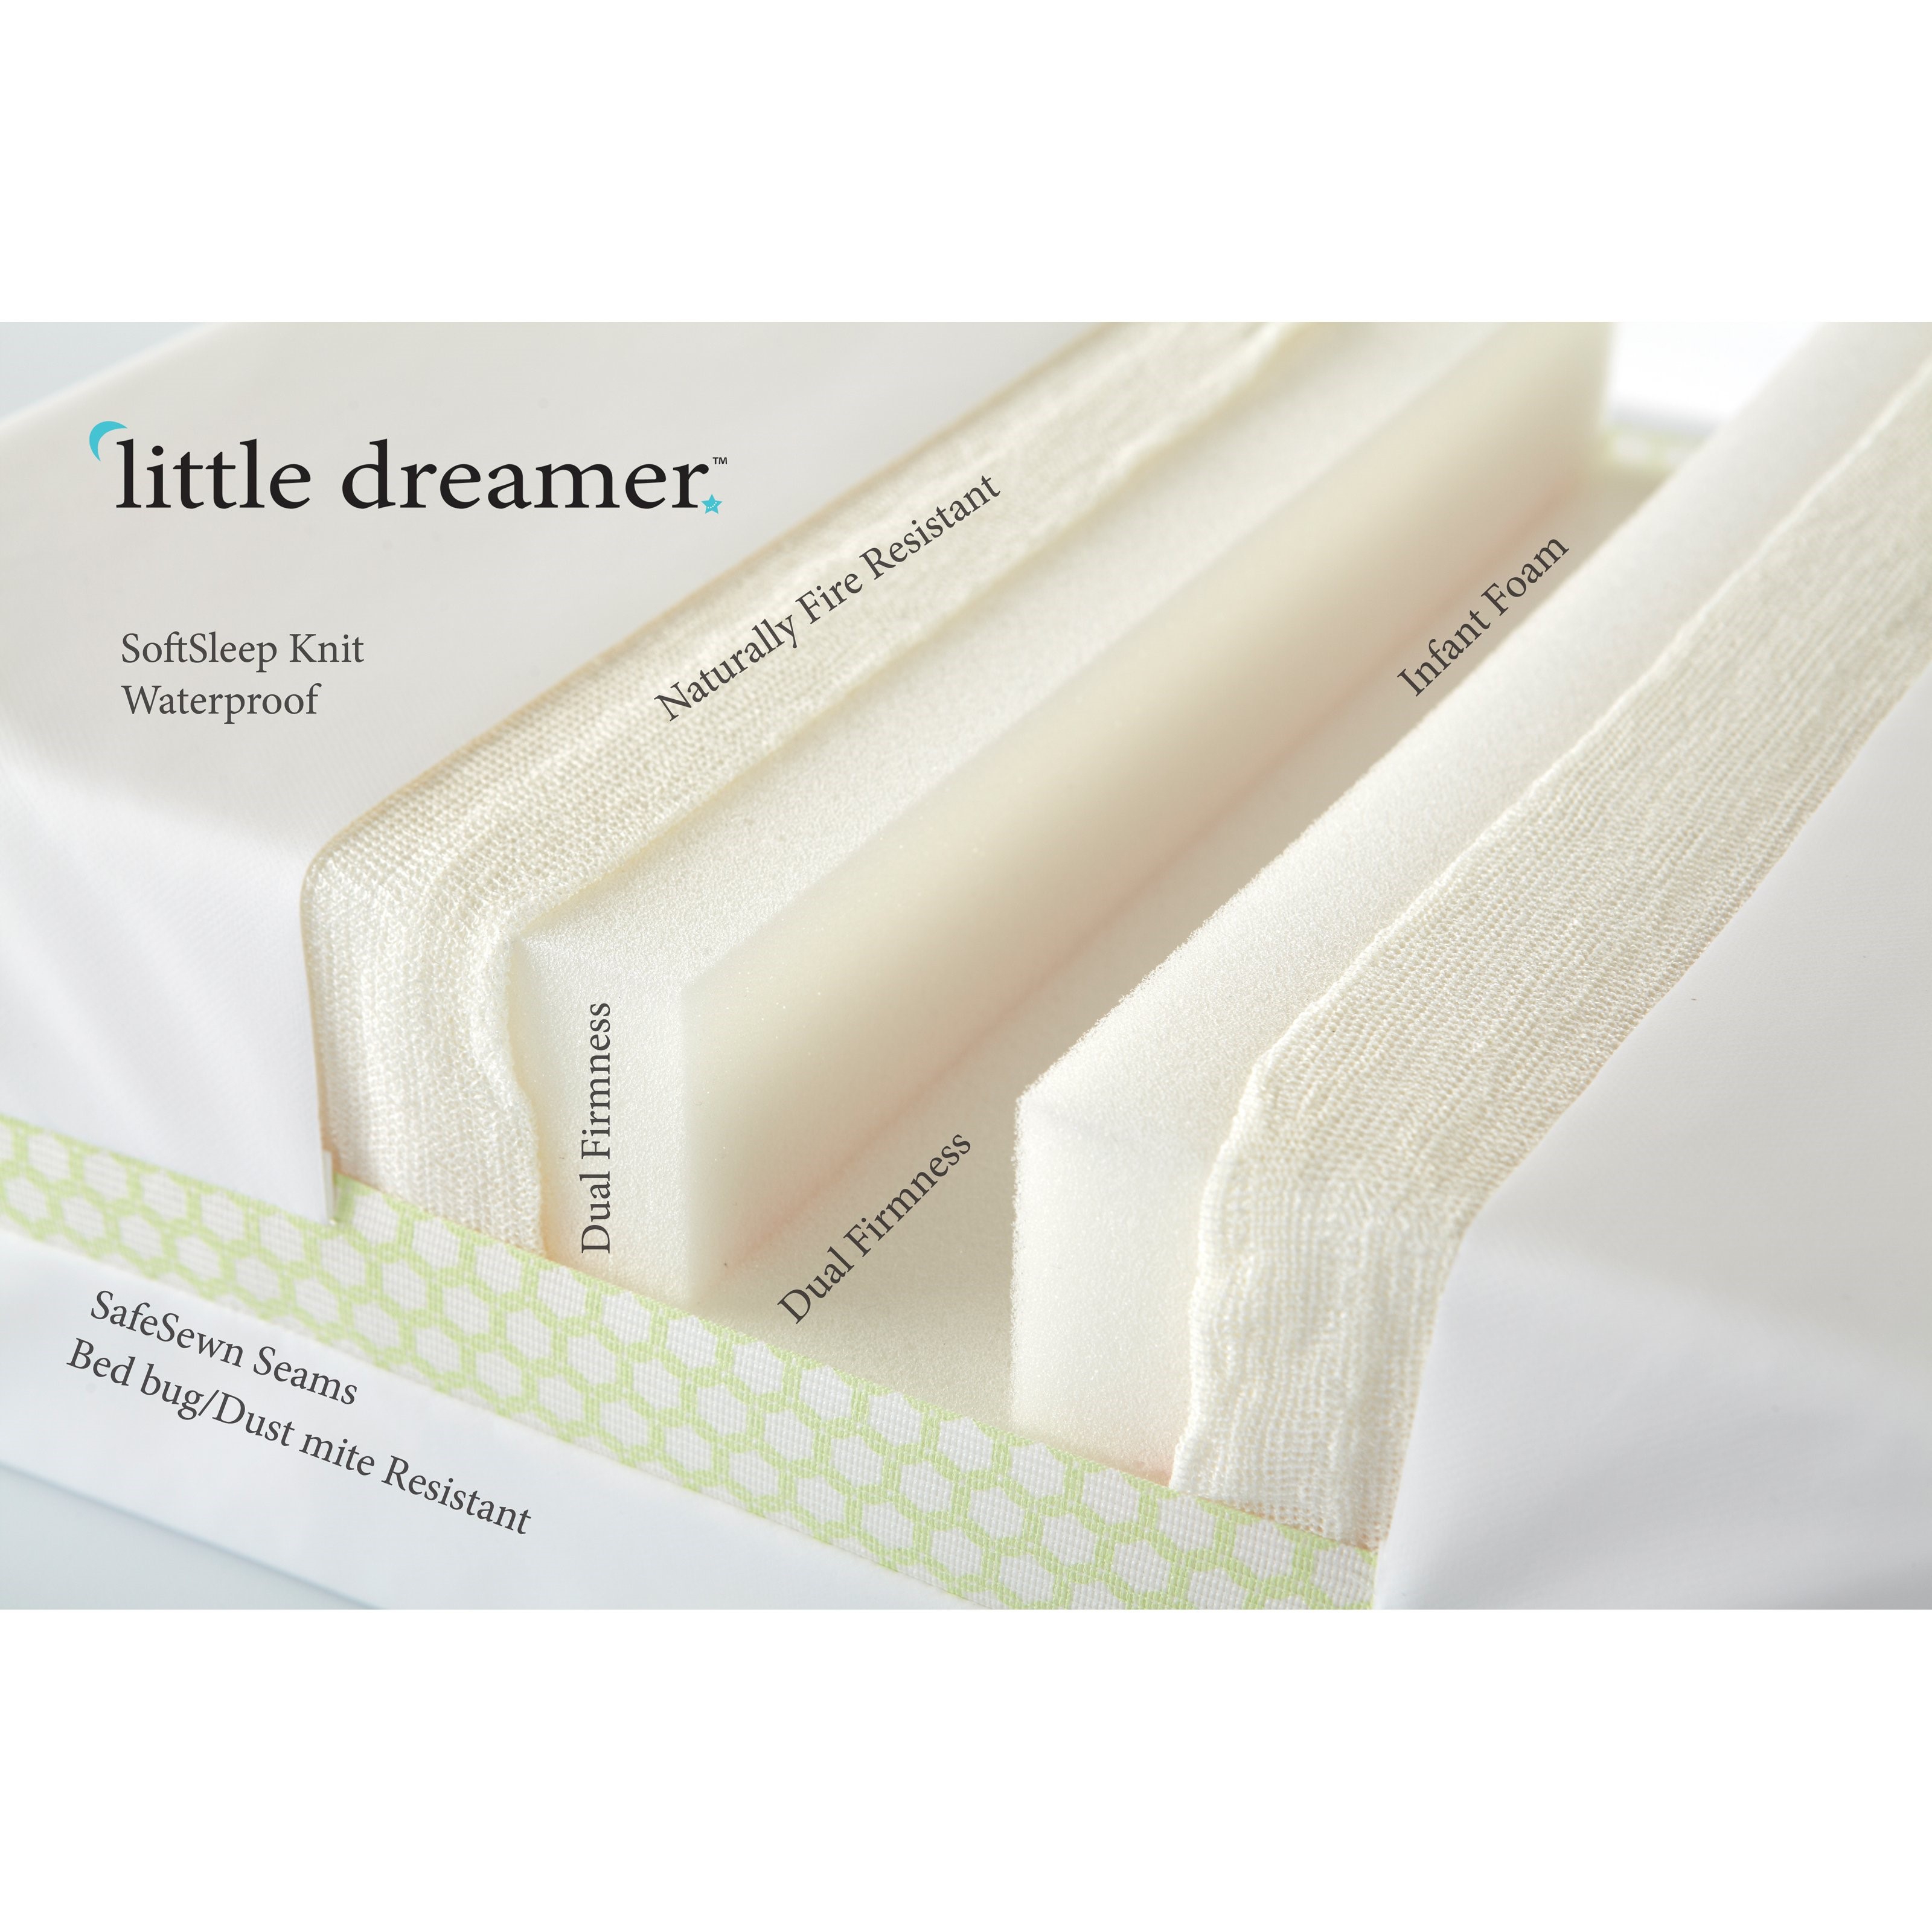 little dreamer™
SoftSleep Knit
Waterproof
Naturally Fire Resistant
Infant Foam
Dual Firmness
Dual Firmness
SafeSewn Seams
Bed bug/Dust mite Resistant